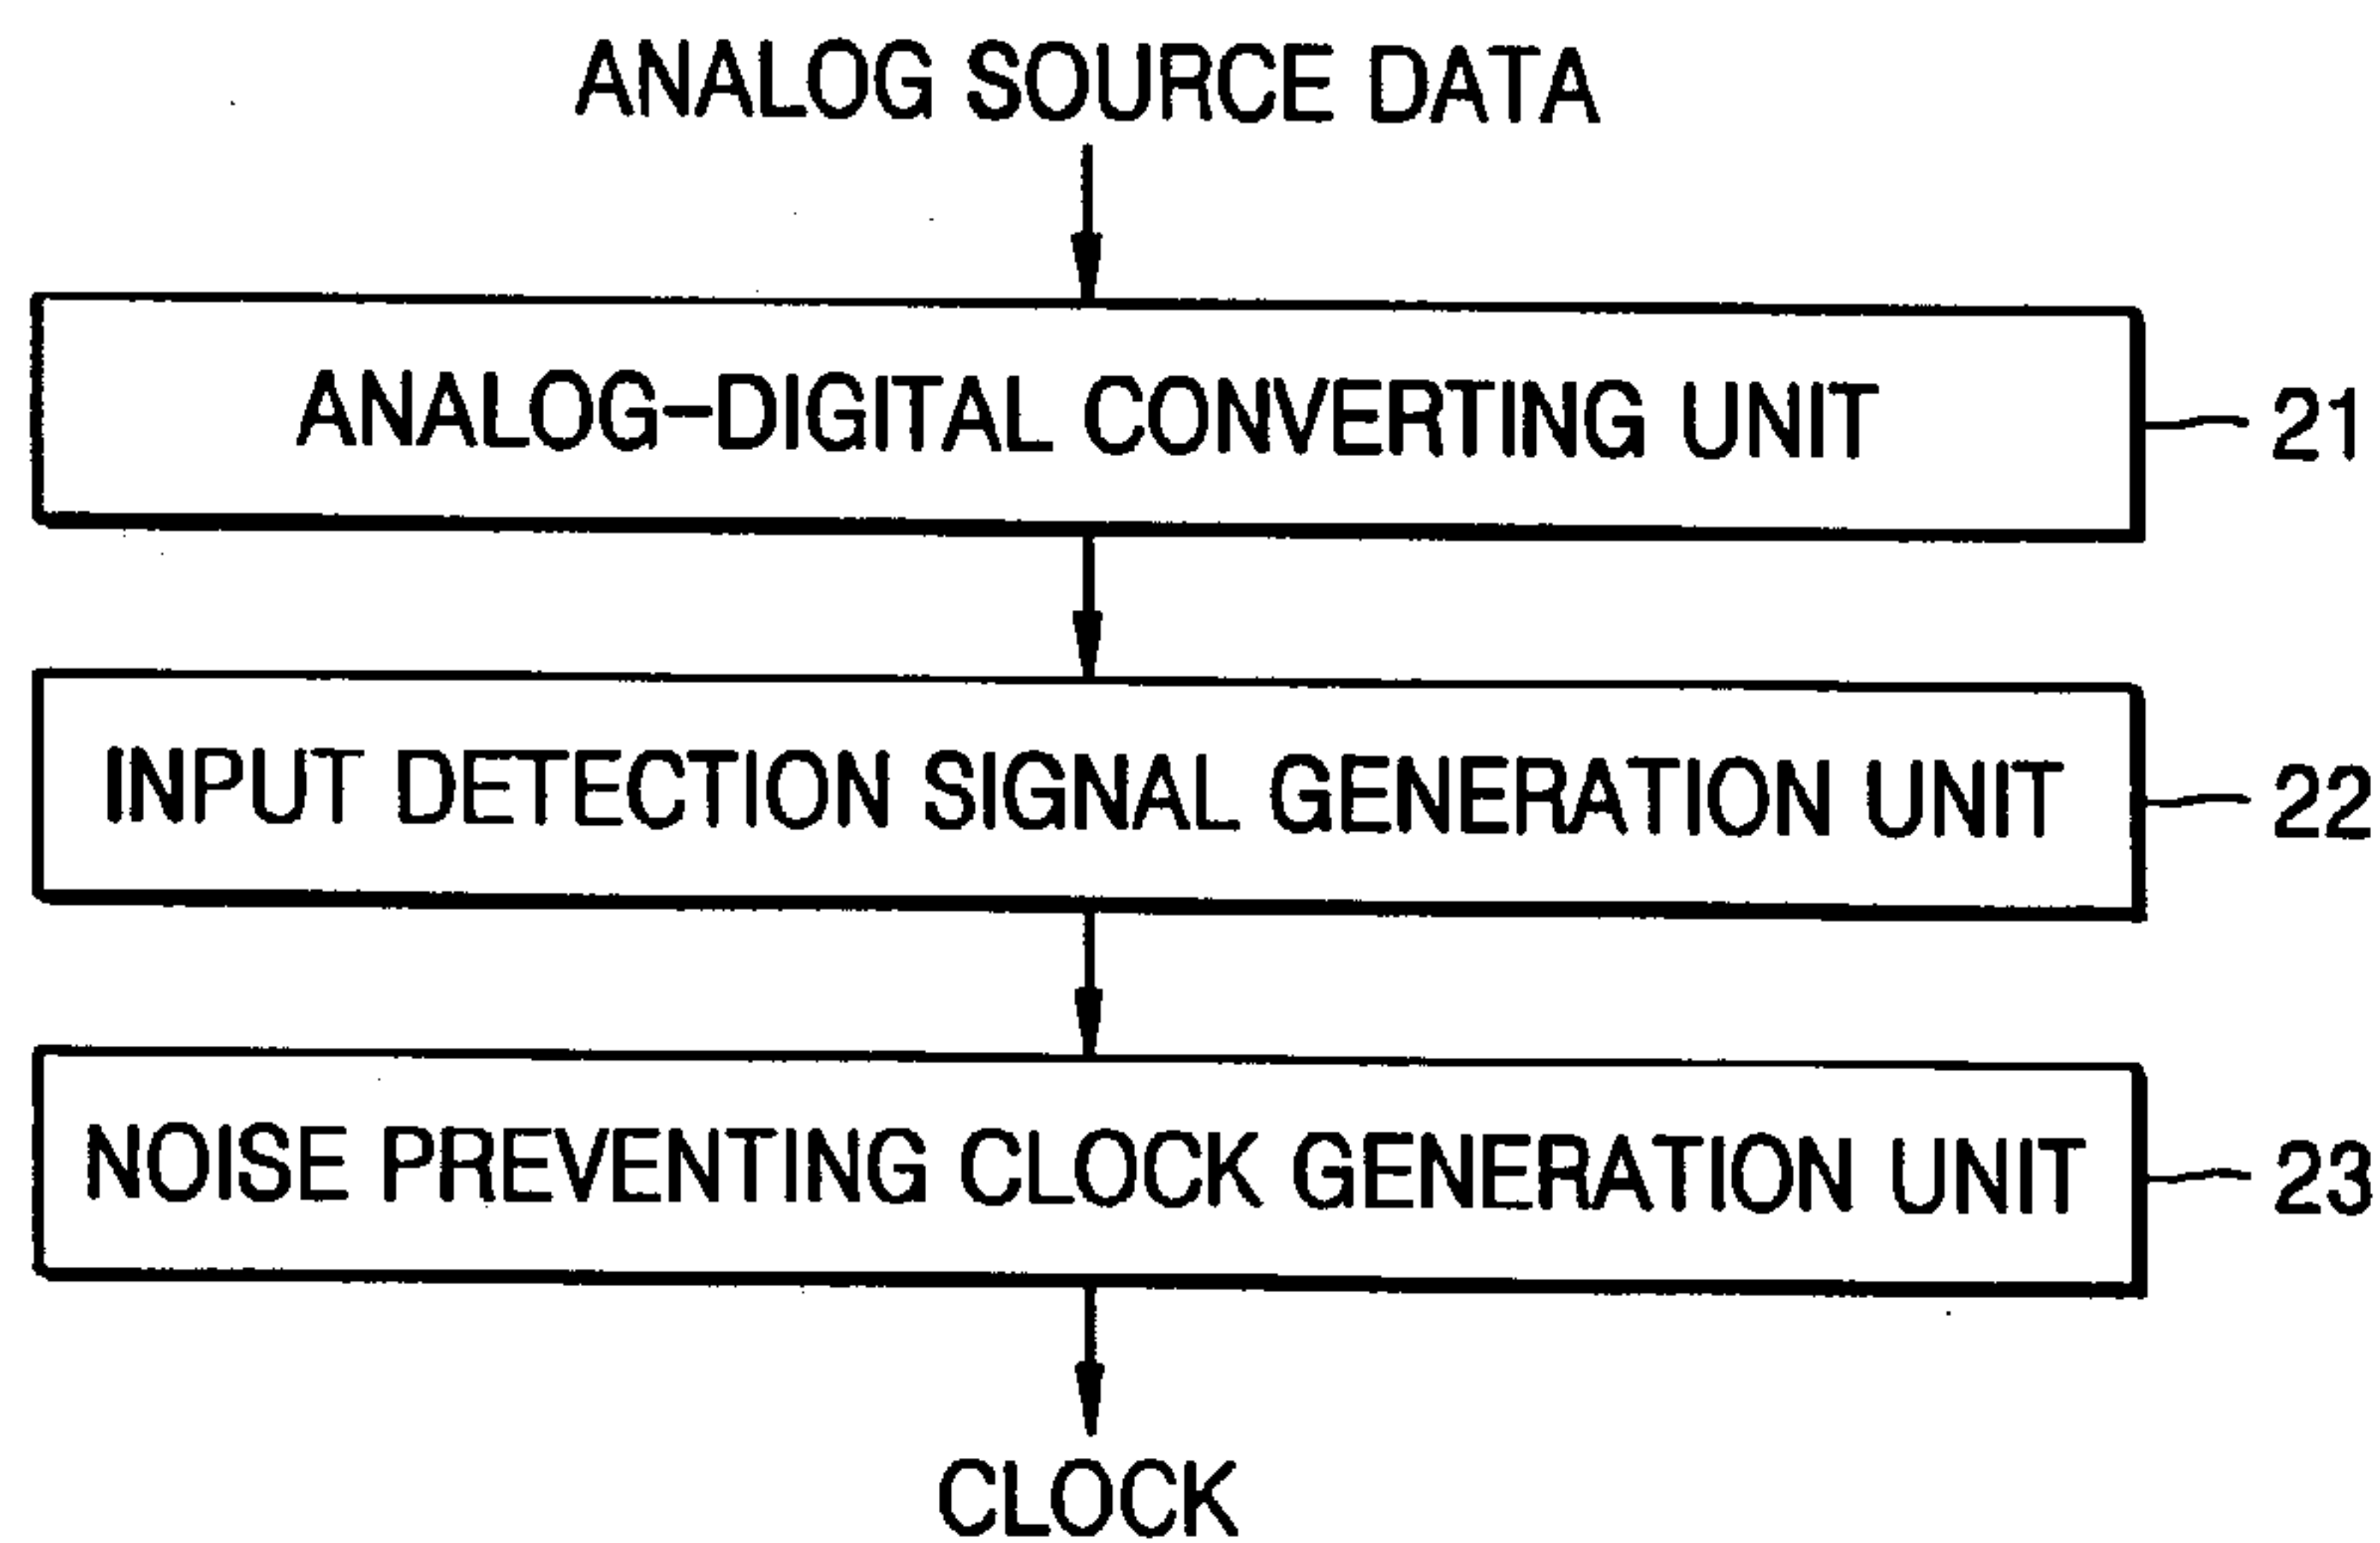 ANALOG SOURCE DATA
ANALOG-DIGITAL CONVERTING UNIT
21
INPUT DETECTION SIGNAL GENERATION UNIT
22
NOISE PREVENTING CLOCK GENERATION UNIT
23
CLOCK